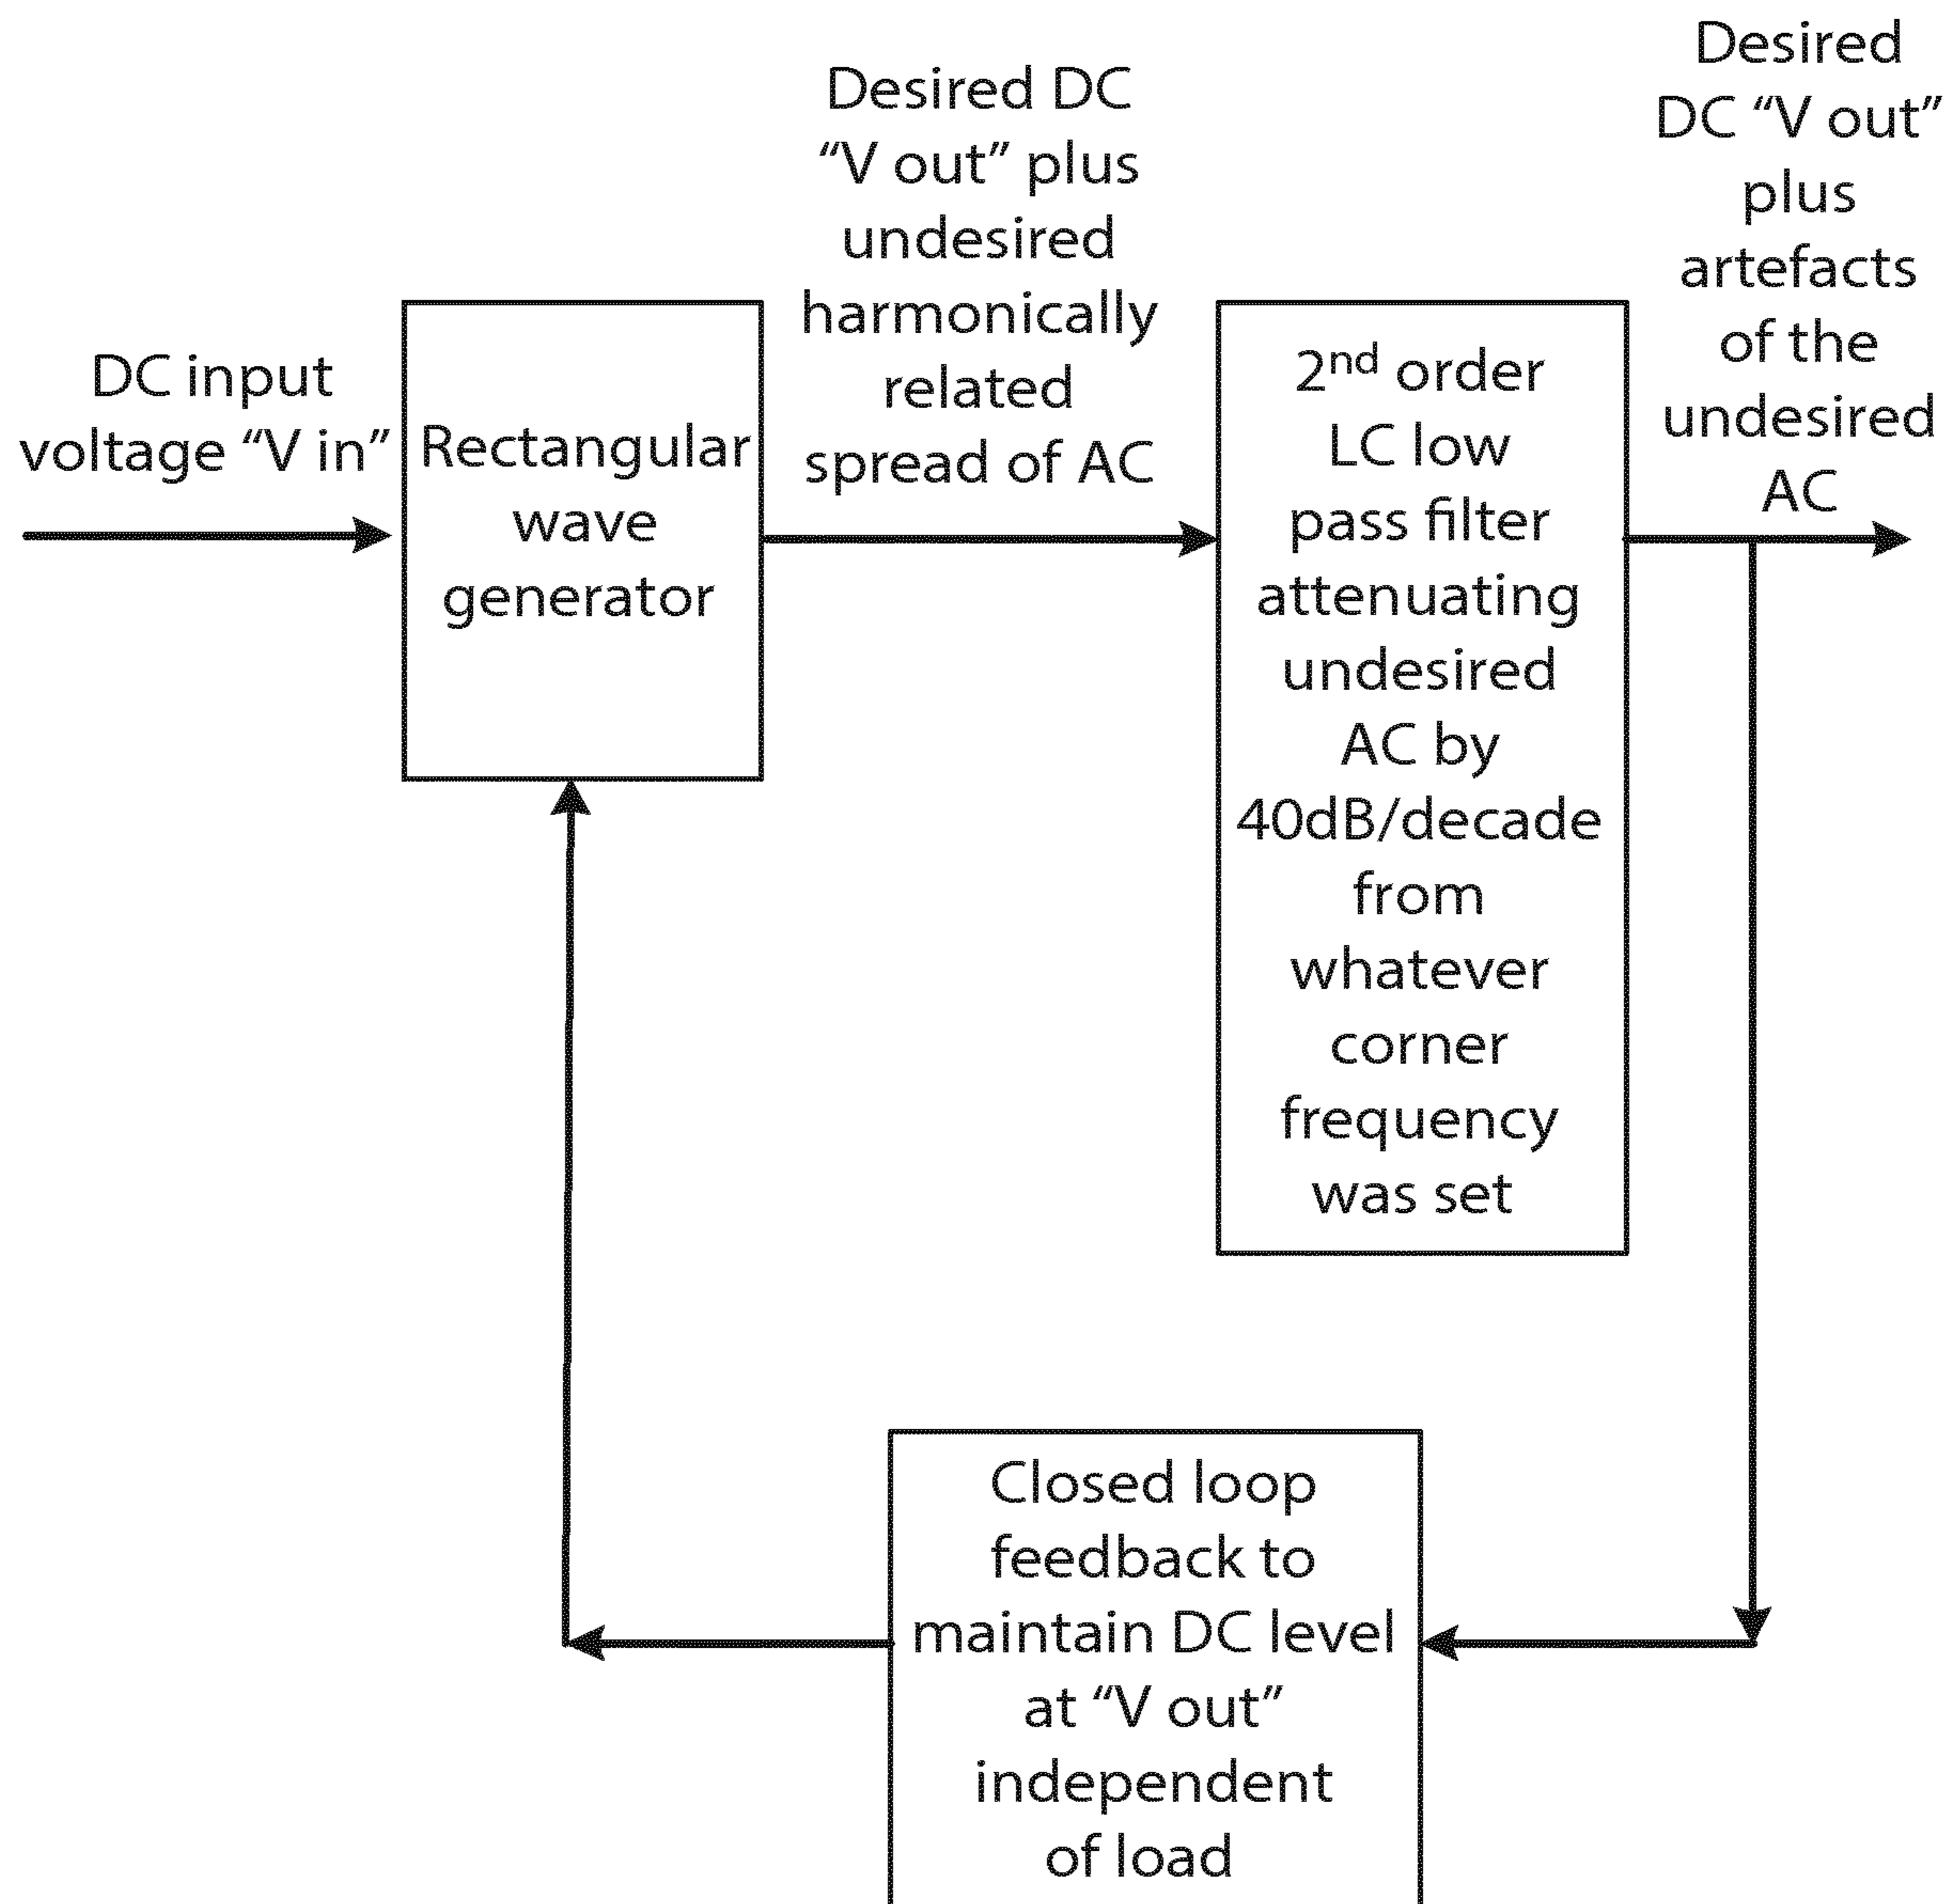 DC input
voltage “V in”
Rectangular
wave
generator
Desired DC
“V out” plus
undesired
harmonically
related
spread of AC
2nd order
LC low
pass filter
attenuating
undesired
AC by
40dB/decade
from
whatever
corner
frequency
was set
Desired
DC “V out”
plus
artefacts
of the
undesired
AC
Closed loop
feedback to
maintain DC level
at “V out”
independent
of load